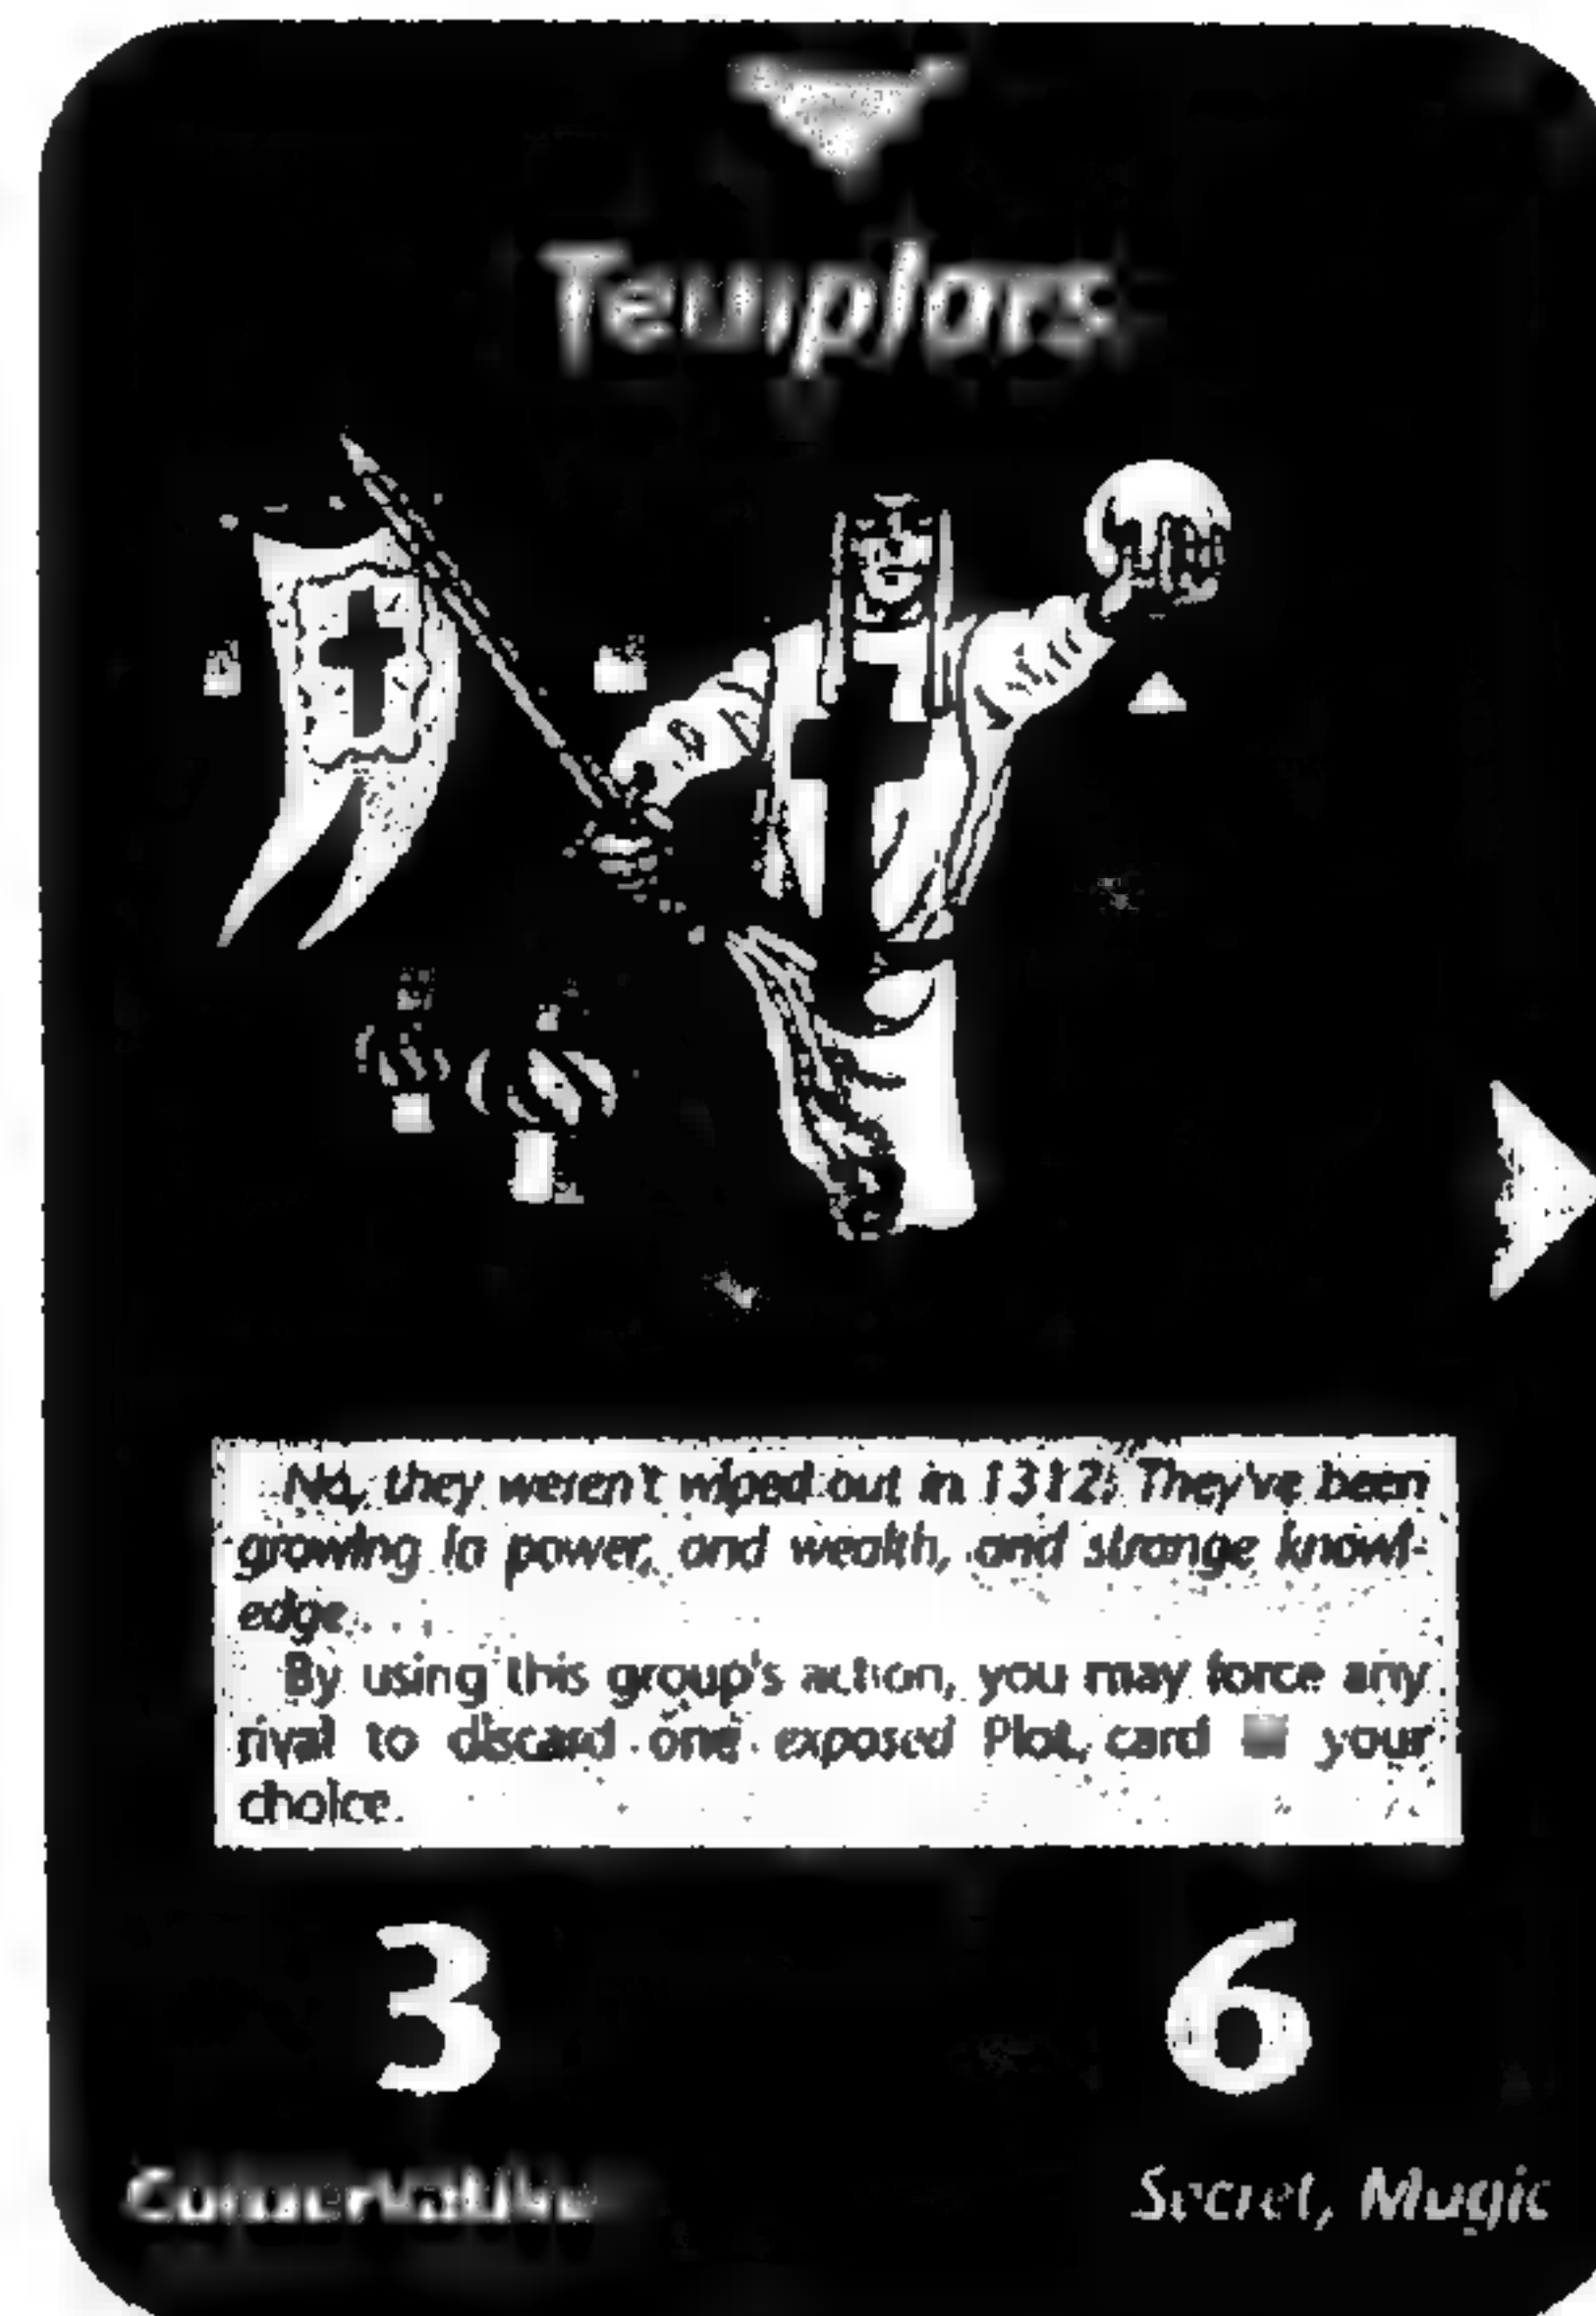 Templars
No, they weren't wiped out in 1312! They've been
growing in power, and wealth, and strange knowl-
edge . . .
By using this group's action, you may force any
rival to discard one exposed Plot card your
choice.
3
6
Conservative
Secret, Magic